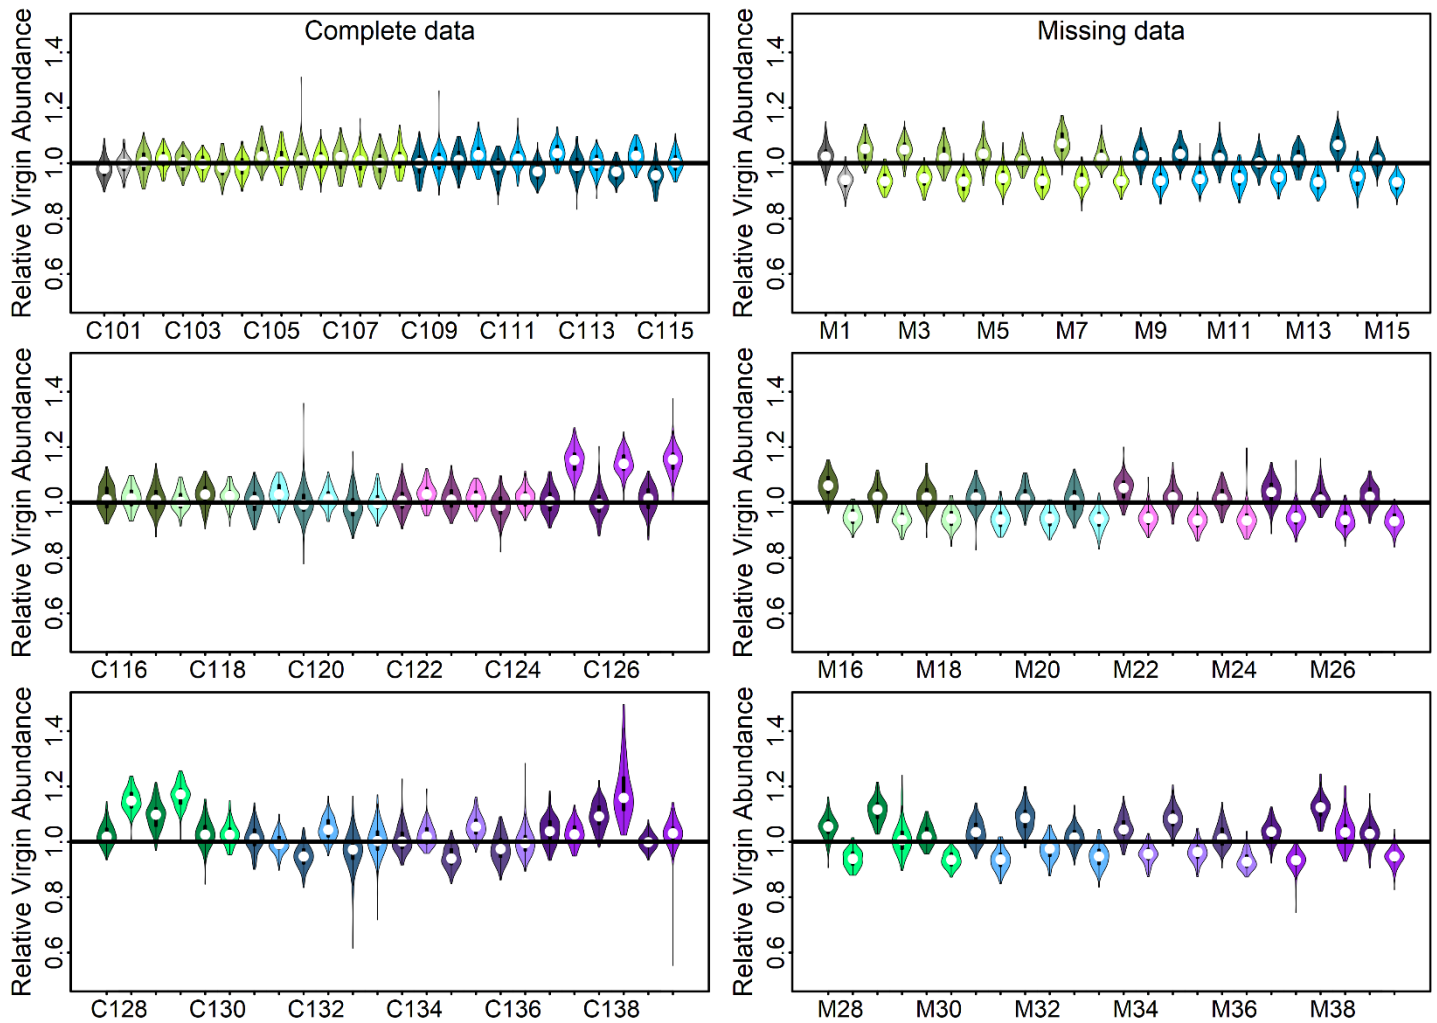 Complete data
Relative Virgin Abundance
1.4
1.2
1.0
0.8
0.6
C101 C103 C105 C107 C109 C111 C113 C115
Missing data
Relative Virgin Abundance
1.4
1.2
1.0
0.8
0.6
M1 M3 M5 M7 M9 M11 M13 M15
Relative Virgin Abundance
1.4
1.2
1.0
0.8
0.6
C116 C118 C120 C122 C124 C126
Relative Virgin Abundance
1.4
1.2
1.0
0.8
0.6
M16 M18 M20 M22 M24 M26
Relative Virgin Abundance
1.4
1.2
1.0
0.8
0.6
C128 C130 C132 C134 C136 C138
Relative Virgin Abundance
1.4
1.2
1.0
0.8
0.6
M28 M30 M32 M34 M36 M38